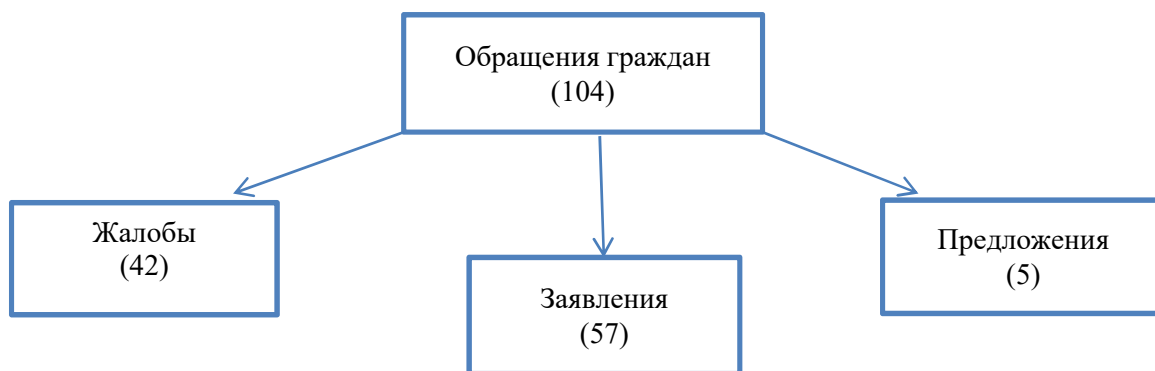 Обращения граждан
(104)
Жалобы
(42)
Заявления
(57)
Предложения
(5)